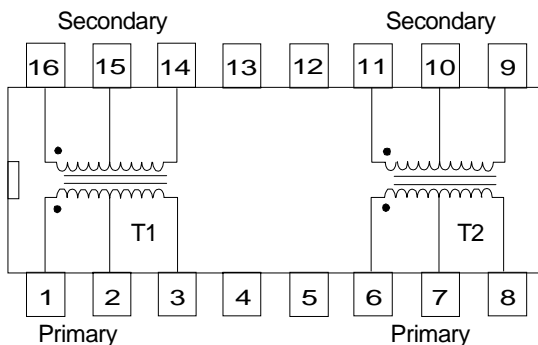 Secondary Secondary
16 15 14 13 12 11 10 9
T1 T2
1 2 3 4 5 6 7 8
Primary Primary